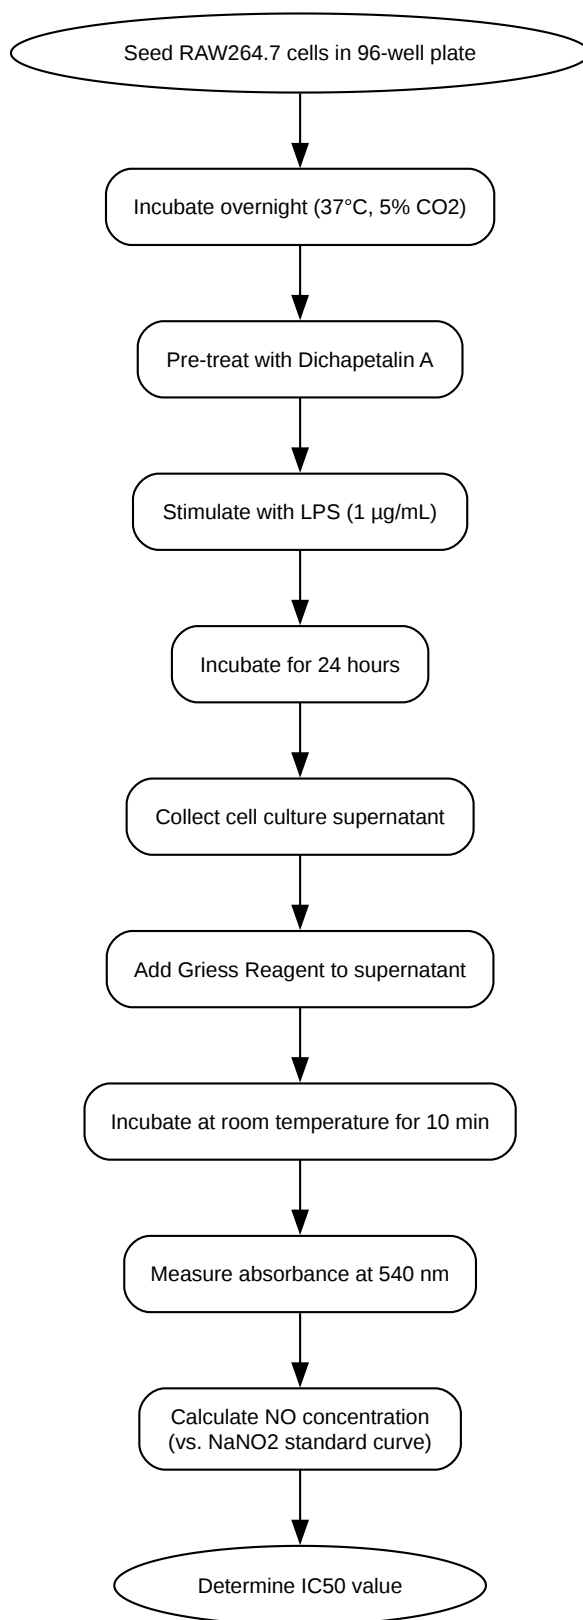 Seed RAW264.7 cells in 96-well plate
Incubate overnight (37°C, 5% CO2)
Pre-treat with Dichapetalin A
Stimulate with LPS (1 µg/mL)
Incubate for 24 hours
Collect cell culture supernatant
Add Griess Reagent to supernatant
Incubate at room temperature for 10 min
Measure absorbance at 540 nm
Calculate NO concentration
(vs. NaNO2 standard curve)
Determine IC50 value